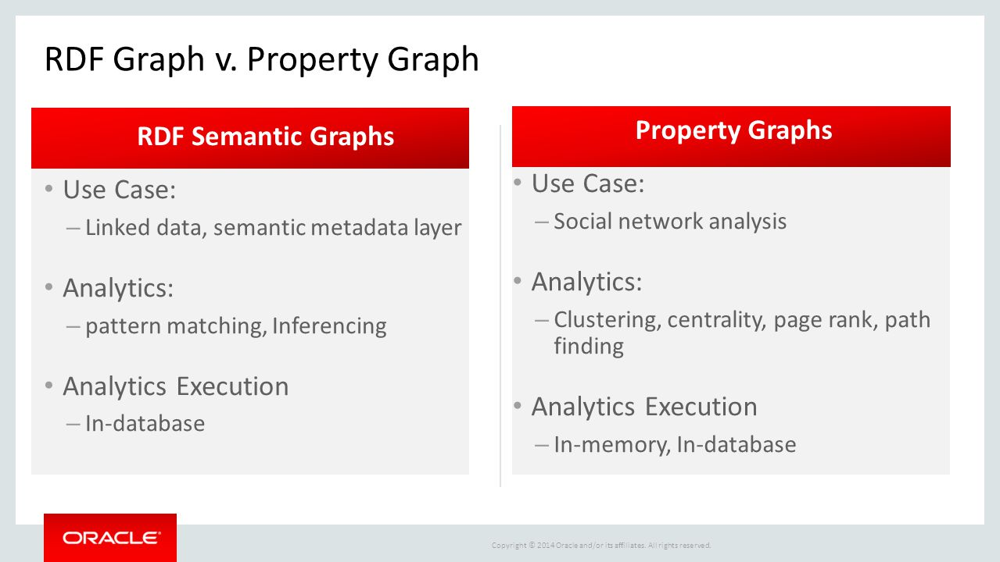 RDF Graph v. Property Graph
RDF Semantic Graphs
• Use Case:
– Linked data, semantic metadata layer
• Analytics:
– pattern matching, Inferencing
• Analytics Execution
– In-database
Property Graphs
• Use Case:
– Social network analysis
• Analytics:
– Clustering, centrality, page rank, path
finding
• Analytics Execution
– In-memory, In-database
ORACLE®
Copyright © 2014 Oracle and/or its affiliates. All rights reserved.